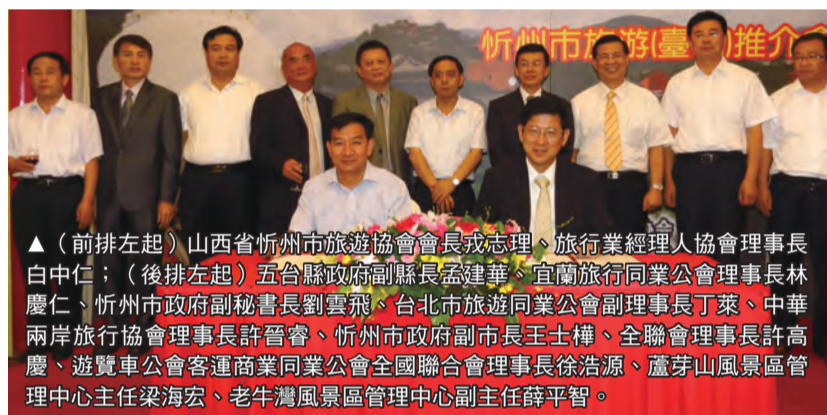 忻州市旅游(臺灣)推介會
▲（前排左起）山西省忻州市旅遊協會會長戎志理、旅行業經理人協會理事長
白中仁；（後排左起）五台縣政府副縣長孟建華、宜蘭旅行同業公會理事長林
慶仁、忻州市政府副秘書長劉雲飛、台北市旅遊同業公會副理事長丁萊、中華
兩岸旅行協會理事長許晉睿、忻州市政府副市長王士樺、全聯會理事長許高
慶、遊覽車公會客運商業同業公會全國聯合會理事長徐浩源、蘆芽山風景區管
理中心主任梁海宏、老牛灣風景區管理中心副主任薛平智。